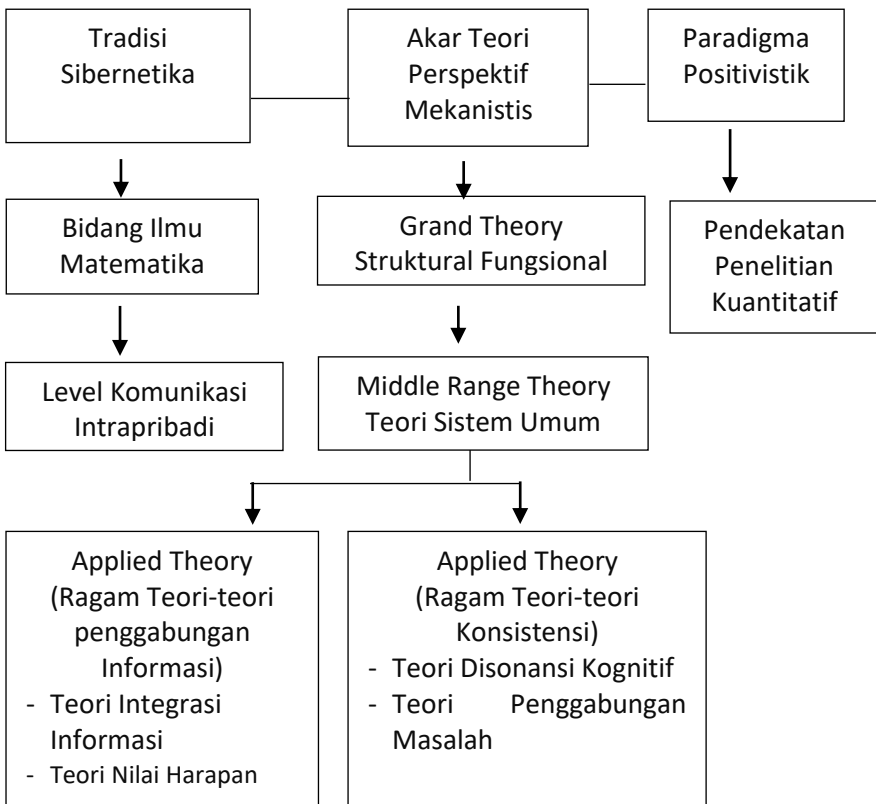 Tradisi
Sibernetika
Akar Teori
Perspektif
Mekanistis
Paradigma
Positivistik
Bidang Ilmu
Matematika
Grand Theory
Struktural Fungsional
Pendekatan
Penelitian
Kuantitatif
Level Komunikasi
Intrapribadi
Middle Range Theory
Teori Sistem Umum
Applied Theory
(Ragam Teori-teori
penggabungan
Informasi)
- Teori Integrasi
Informasi
- Teori Nilai Harapan
Applied Theory
(Ragam Teori-teori
Konsistensi)
- Teori Disonansi Kognitif
- Teori Penggabungan
Masalah